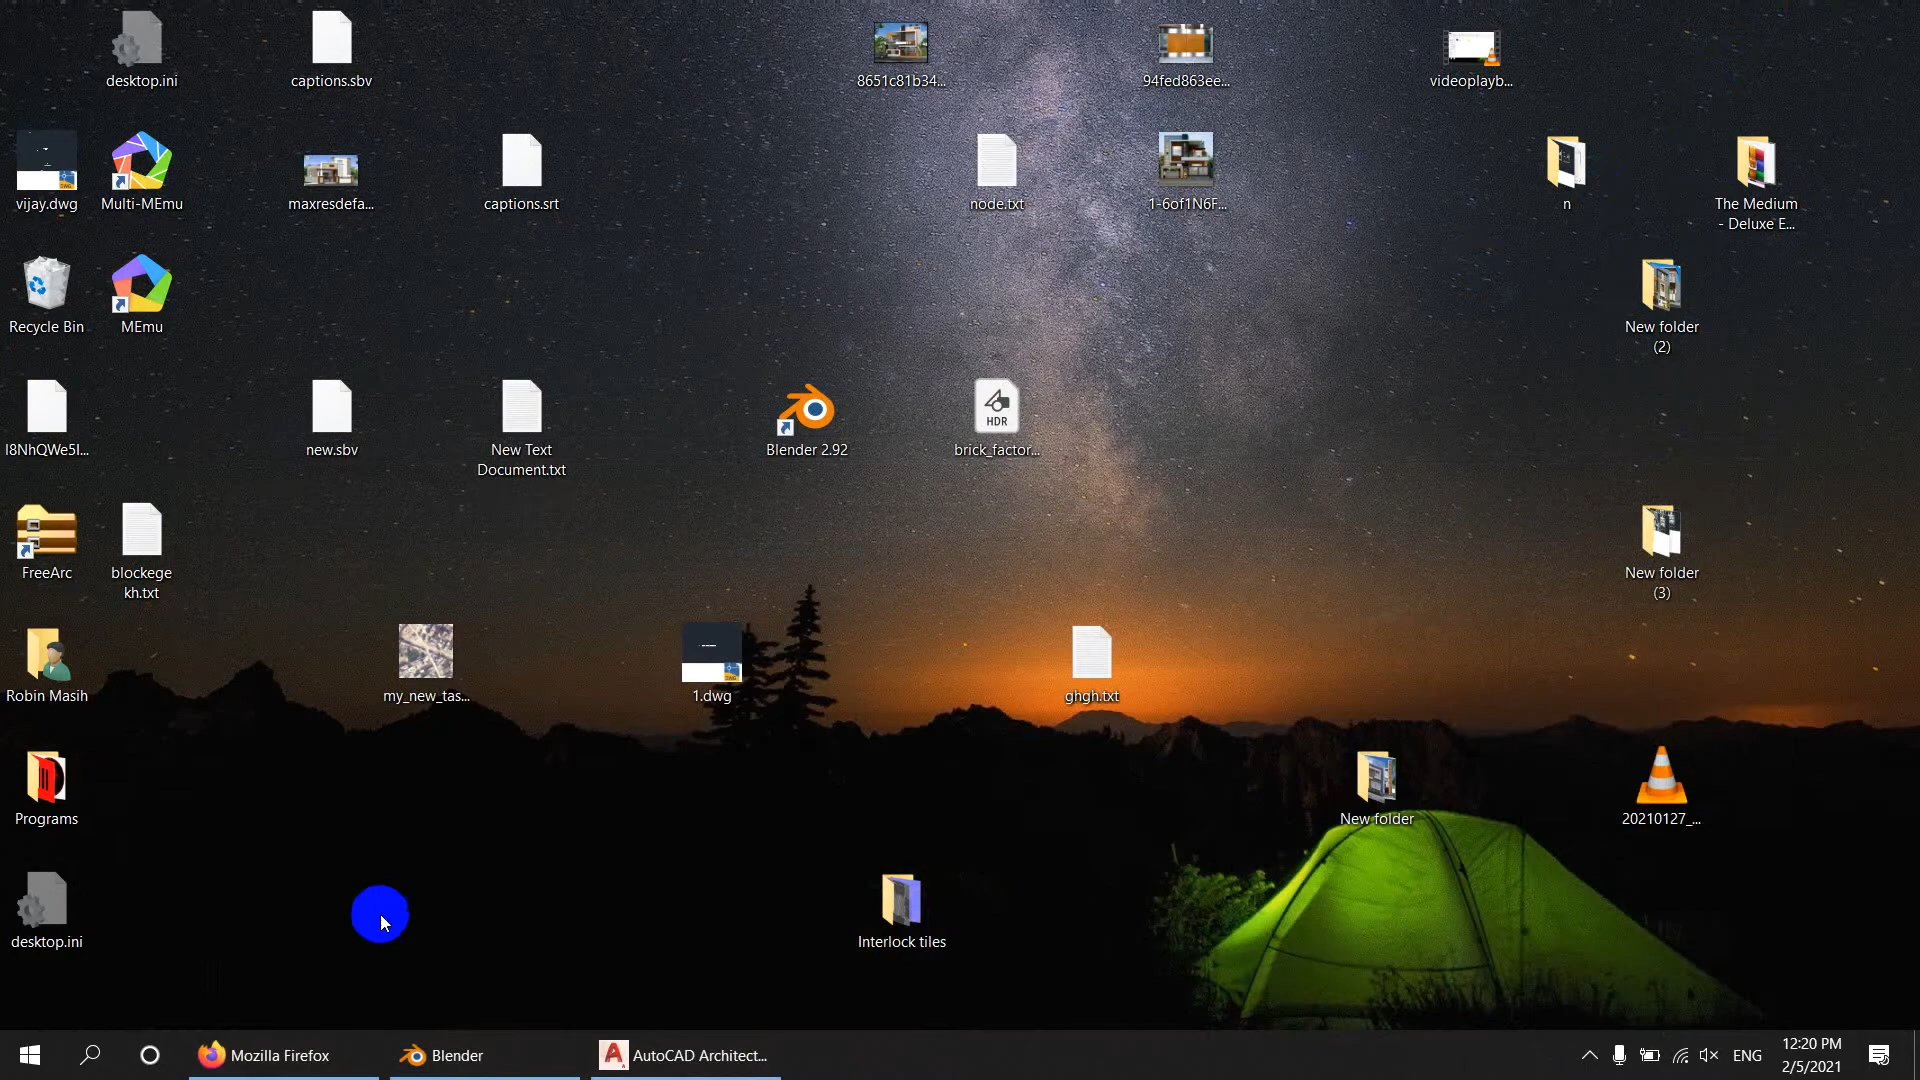 desktop.ini
captions.sbv
8651c81b34...
94fed863ee...
videoplayb...
vijay.dwg
Multi-MEmu
maxresdefa...
captions.srt
node.txt
1-6of1N6F...
n
The Medium
- Deluxe E...
Recycle Bin
MEmu
New folder
(2)
I8NhQWe5I...
new.sbv
New Text
Document.txt
Blender 2.92
HDR
brick_factor...
FreeArc
blockege
kh.txt
New folder
(3)
Robin Masih
my_new_tas...
1.dwg
ghgh.txt
Programs
New folder
20210127_...
desktop.ini
Interlock tiles
Mozilla Firefox
Blender
AutoCAD Architect...
ENG
12:20 PM
2/5/2021